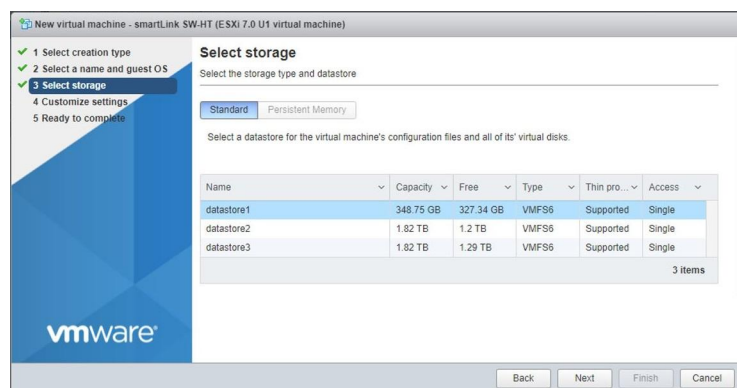 New virtual machine - smartLink SW-HT (ESXi 7.0 U1 virtual machine)
1 Select creation type
2 Select a name and guest OS
3 Select storage
4 Customize settings
5 Ready to complete
Select storage
Select the storage type and datastore
Standard Persistent Memory
Select a datastore for the virtual machine's configuration files and all of its' virtual disks.
Name Capacity Free Type Thin pro... Access
datastore1 348.75 GB 327.34 GB VMFS6 Supported Single
datastore2 1.82 TB 1.2 TB VMFS6 Supported Single
datastore3 1.82 TB 1.29 TB VMFS6 Supported Single
3 items
vmware®
Back Next Finish Cancel